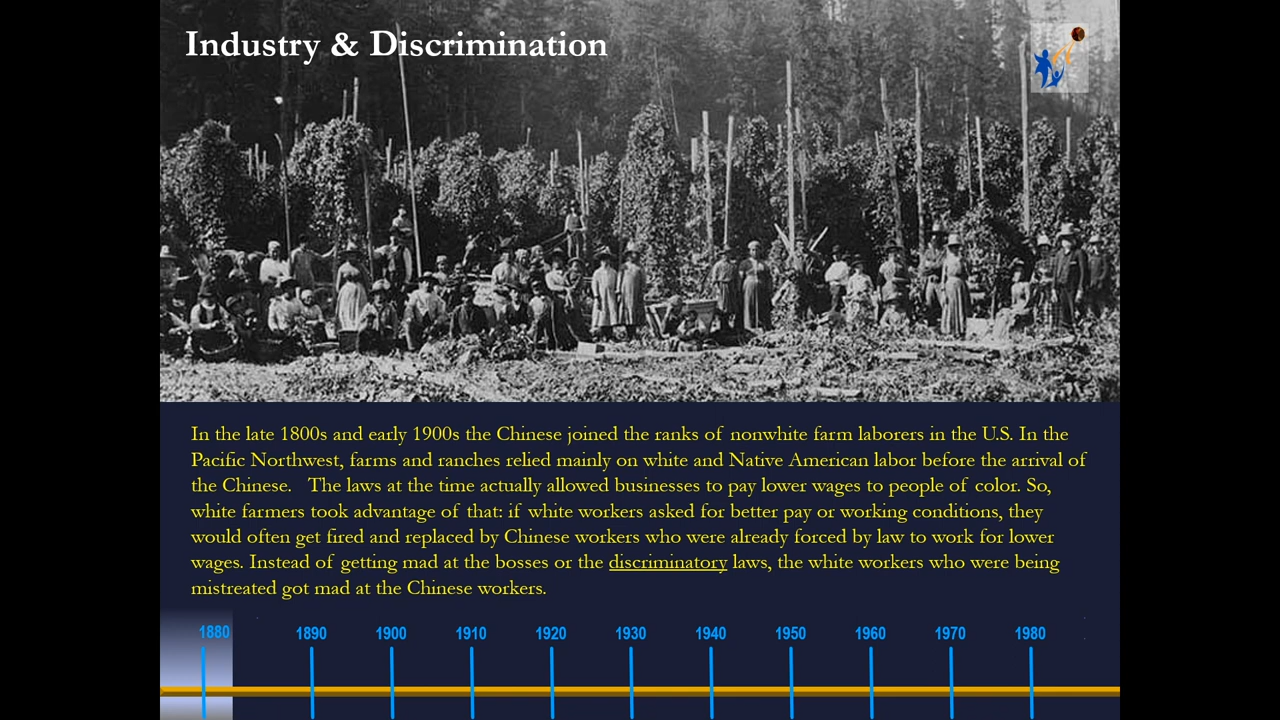 Industry & Discrimination
In the late 1800s and early 1900s the Chinese joined the ranks of nonwhite farm laborers in the U.S. In the
Pacific Northwest, farms and ranches relied mainly on white and Native American labor before the arrival of
the Chinese.   The laws at the time actually allowed businesses to pay lower wages to people of color. So,
white farmers took advantage of that: if white workers asked for better pay or working conditions, they
would often get fired and replaced by Chinese workers who were already forced by law to work for lower
wages. Instead of getting mad at the bosses or the discriminatory laws, the white workers who were being
mistreated got mad at the Chinese workers.
1880 1890 1900 1910 1920 1930 1940 1950 1960 1970 1980